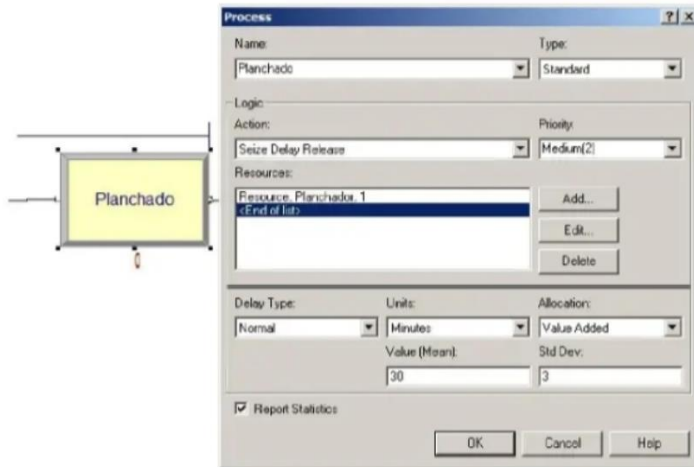 Process
Name: Type:
Planchado Standard
Logic
Action: Priority:
Seize Delay Release Medium(2)
Resources:
Resource, Planchador, 1
<End of list>
Add...
Edit...
Delete
Planchado
0
Delay Type: Units: Allocation:
Normal Minutes Value Added
Value (Mean): Std Dev:
30 3
Report Statistics
OK Cancel Help